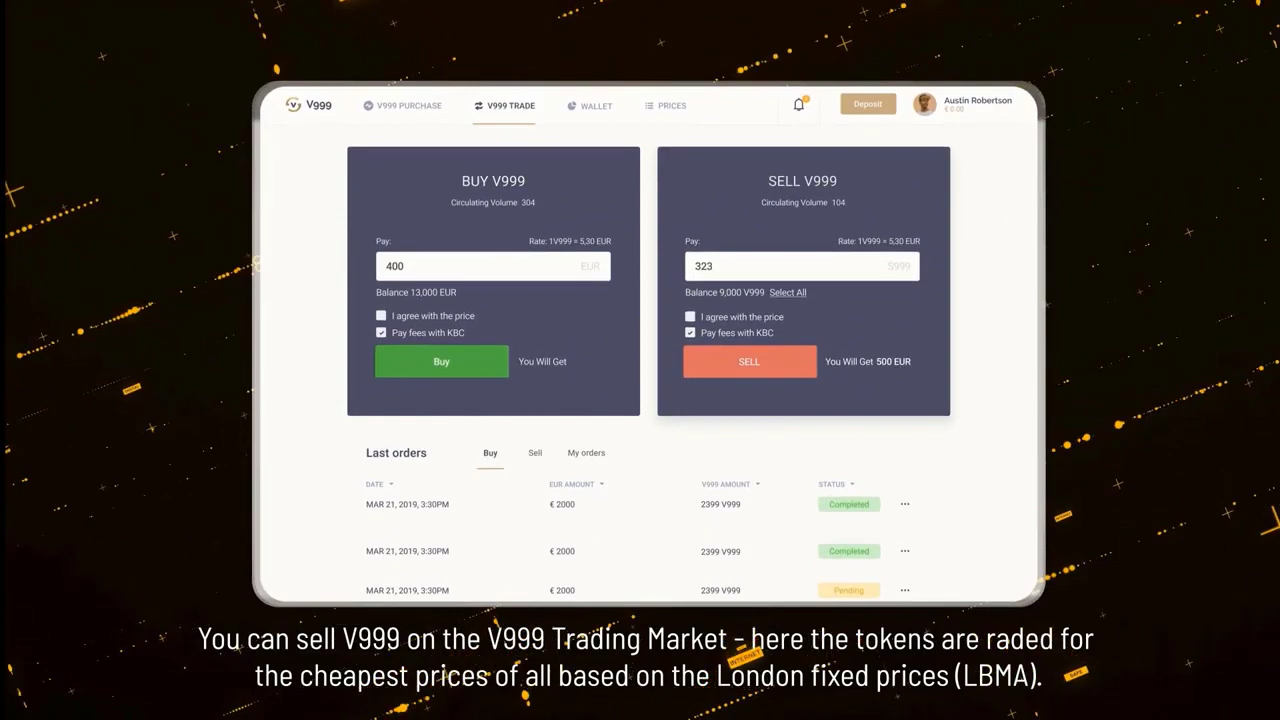 V999
V999 PURCHASE
V999 TRADE
WALLET
PRICES
Deposit
Austin Robertson
€ 0.00
BUY V999
Circulating Volume 304
Pay:
Rate: 1V999 = 5,30 EUR
400
EUR
Balance 13,000 EUR
I agree with the price
Pay fees with KBC
Buy
You Will Get
SELL V999
Circulating Volume 104
Pay:
Rate: 1V999 = 5,30 EUR
323
S999
Balance 9,000 V999 Select All
I agree with the price
Pay fees with KBC
SELL
You Will Get 500 EUR
Last orders
Buy
Sell
My orders
DATE
EUR AMOUNT
V999 AMOUNT
STATUS
MAR 21, 2019, 3:30PM € 2000 2399 V999 Completed
MAR 21, 2019, 3:30PM € 2000 2399 V999 Completed
MAR 21, 2019, 3:30PM € 2000 2399 V999 Pending
You can sell V999 on the V999 Trading Market - here the tokens are raded for
the cheapest prices of all based on the London fixed prices (LBMA).
INTERNET
SAFE